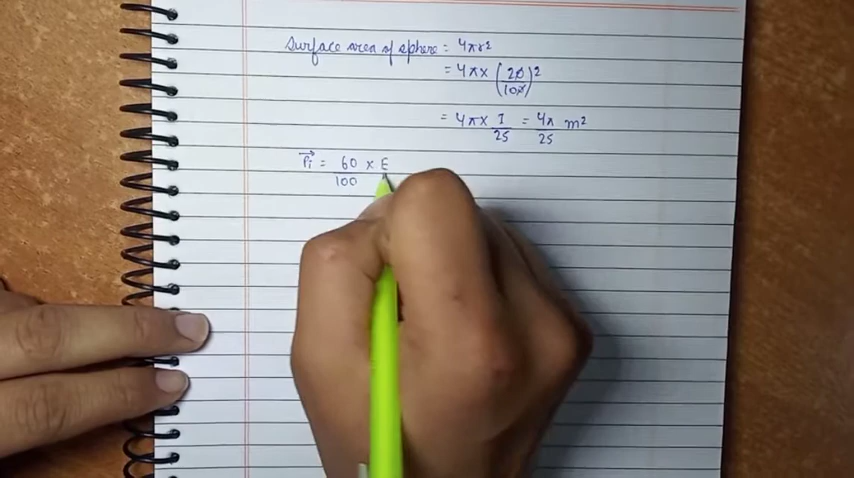 Surface area of sphere = 4πr²
= 4π × (20/100)²
= 4π × 1/25 = 4π/25 m²
P⃗i = 60/100 × E